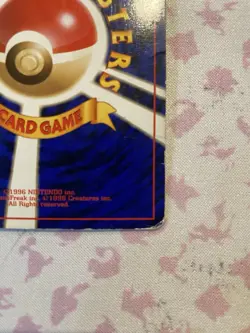 STERS
CARD GAME
©1996 NINTENDO inc.
Freak inc. ©1996 Creatures inc.
All Rights Reserved.